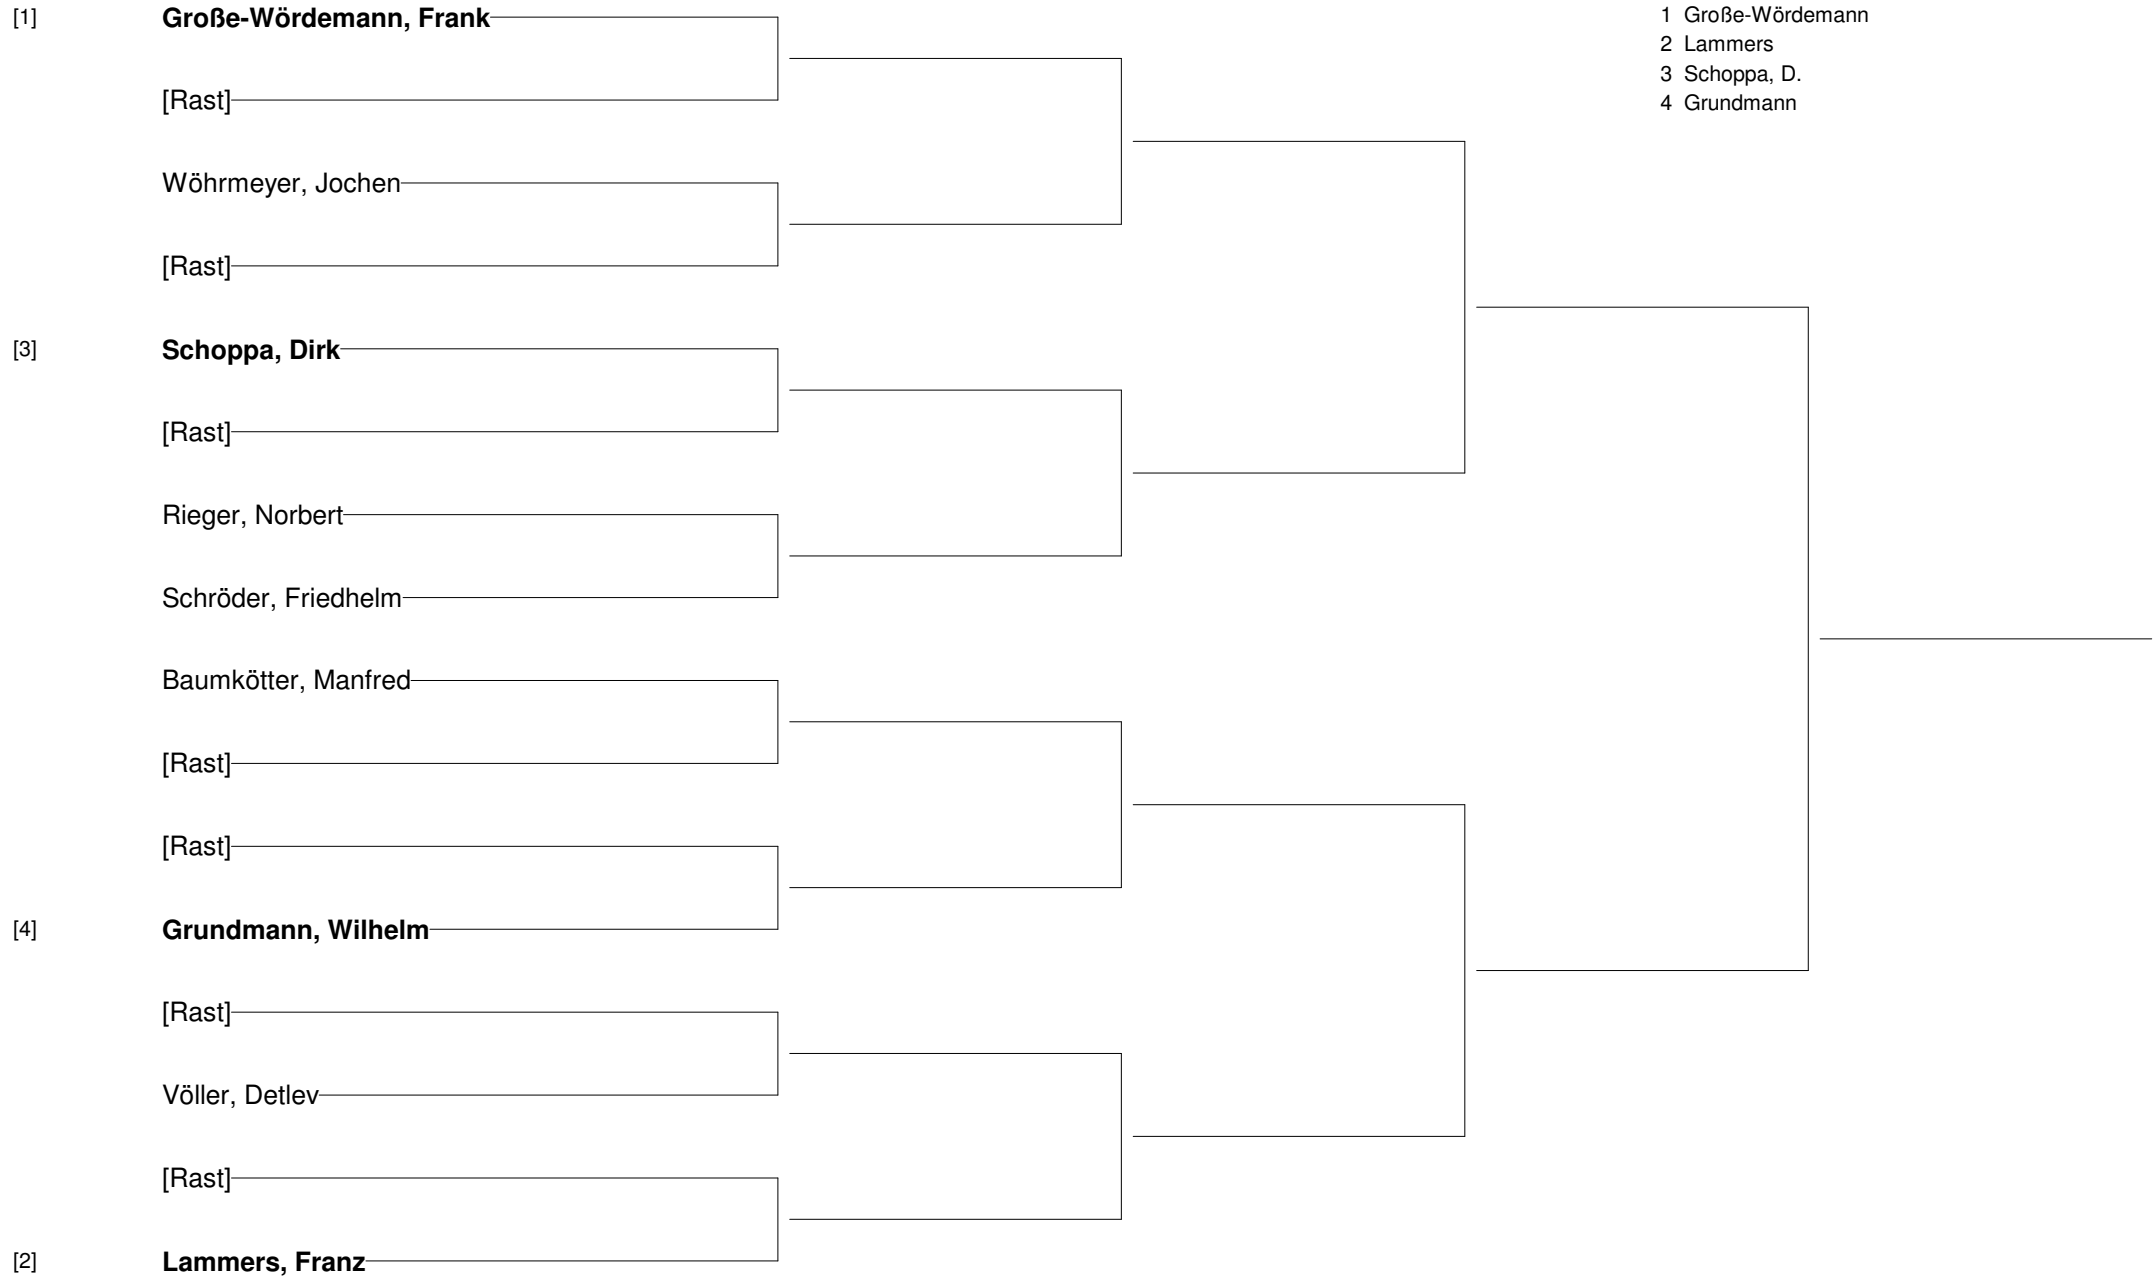 [1] Große-Wördemann, Frank
[Rast]
Wöhrmeyer, Jochen
[Rast]
[3] Schoppa, Dirk
[Rast]
Rieger, Norbert
Schröder, Friedhelm
Baumkötter, Manfred
[Rast]
[Rast]
[4] Grundmann, Wilhelm
[Rast]
Völler, Detlev
[Rast]
[2] Lammers, Franz
1 Große-Wördemann
2 Lammers
3 Schoppa, D.
4 Grundmann